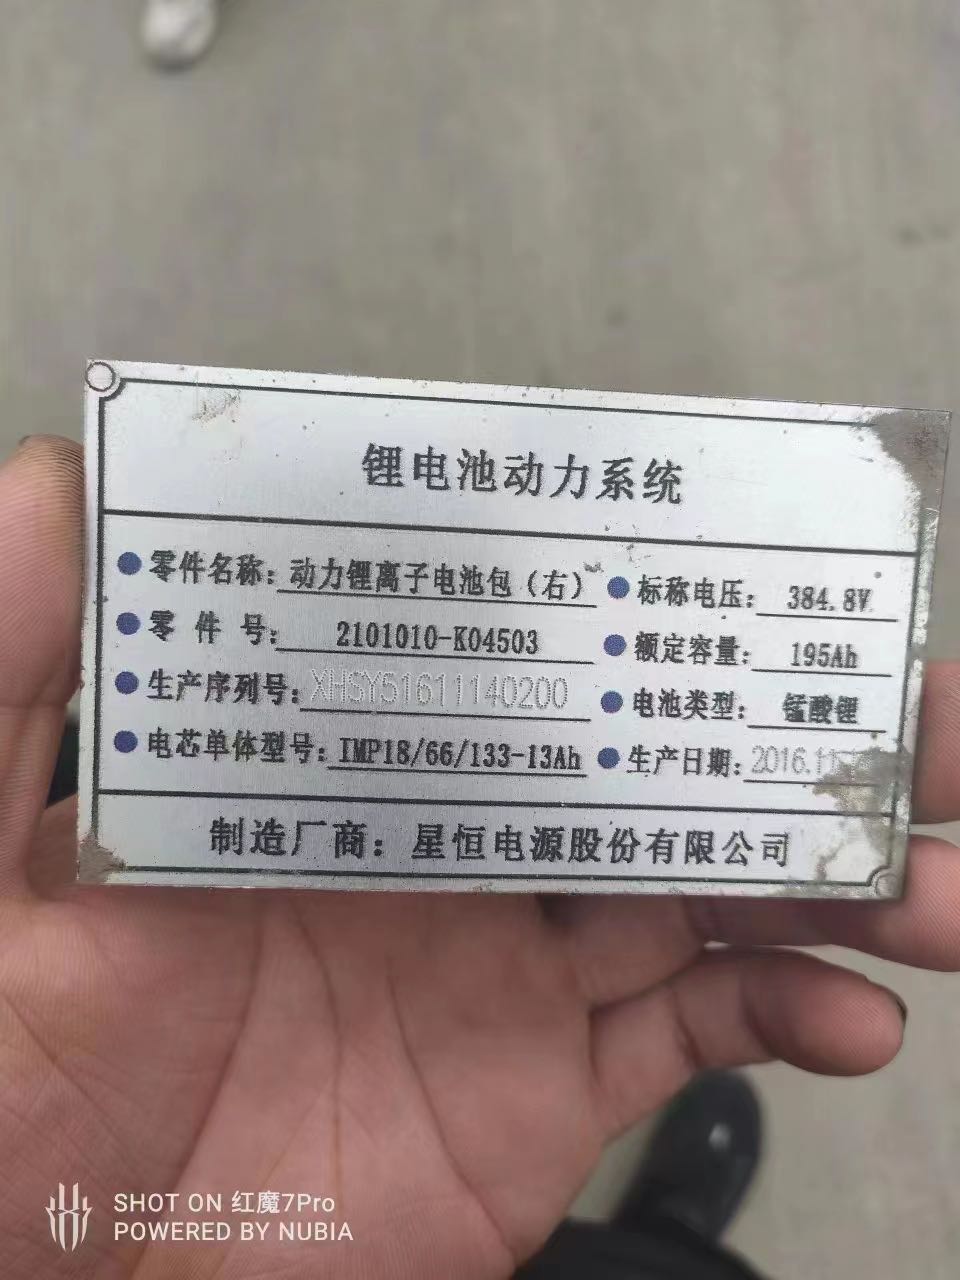 锂电池动力系统
零件名称：动力锂离子电池包（右） 标称电压：384.8V
零件号：2101010-K04503 额定容量：195Ah
生产序列号：XHSY51611140200 电池类型：锰酸锂
电芯单体型号：IMP18/66/133-13Ah 生产日期：2016.11
制造厂商：星恒电源股份有限公司
SHOT ON 红魔7Pro
POWERED BY NUBIA